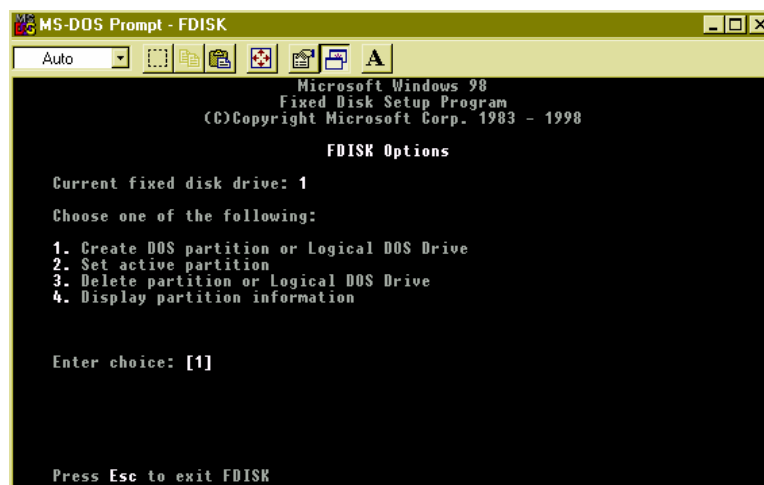 MS-DOS Prompt - FDISK
Auto
A
Microsoft Windows 98
Fixed Disk Setup Program
(C)Copyright Microsoft Corp. 1983 - 1998
FDISK Options
Current fixed disk drive: 1
Choose one of the following:
1. Create DOS partition or Logical DOS Drive
2. Set active partition
3. Delete partition or Logical DOS Drive
4. Display partition information
Enter choice: [1]
Press Esc to exit FDISK